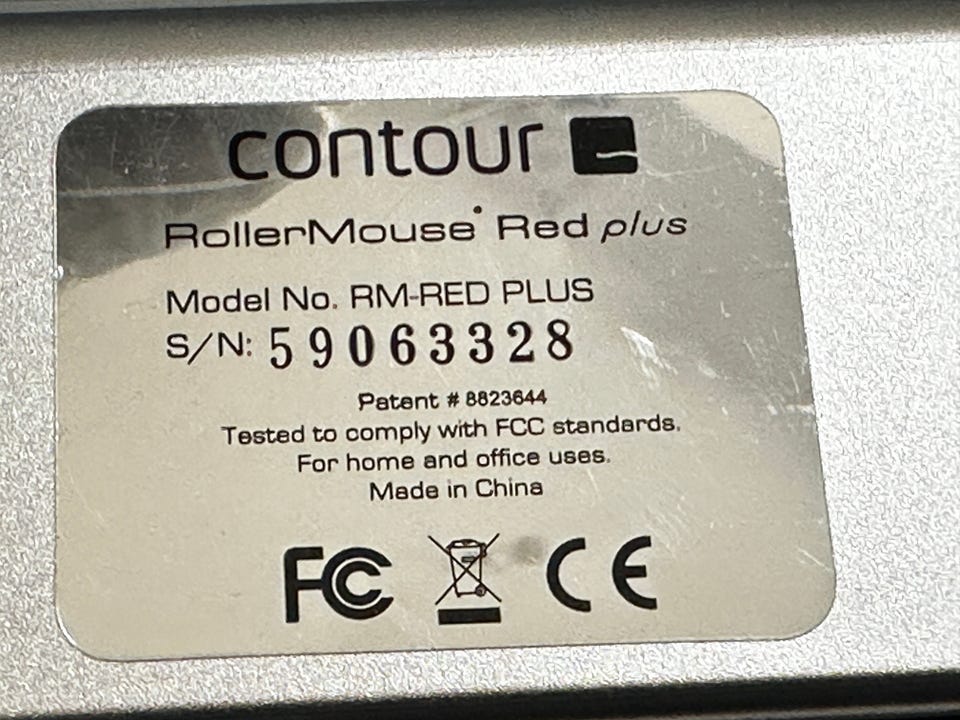 contour
RollerMouse® Red plus
Model No. RM-RED PLUS
S/N: 59063328
Patent # 8823644
Tested to comply with FCC standards.
For home and office uses.
Made in China
FC CE